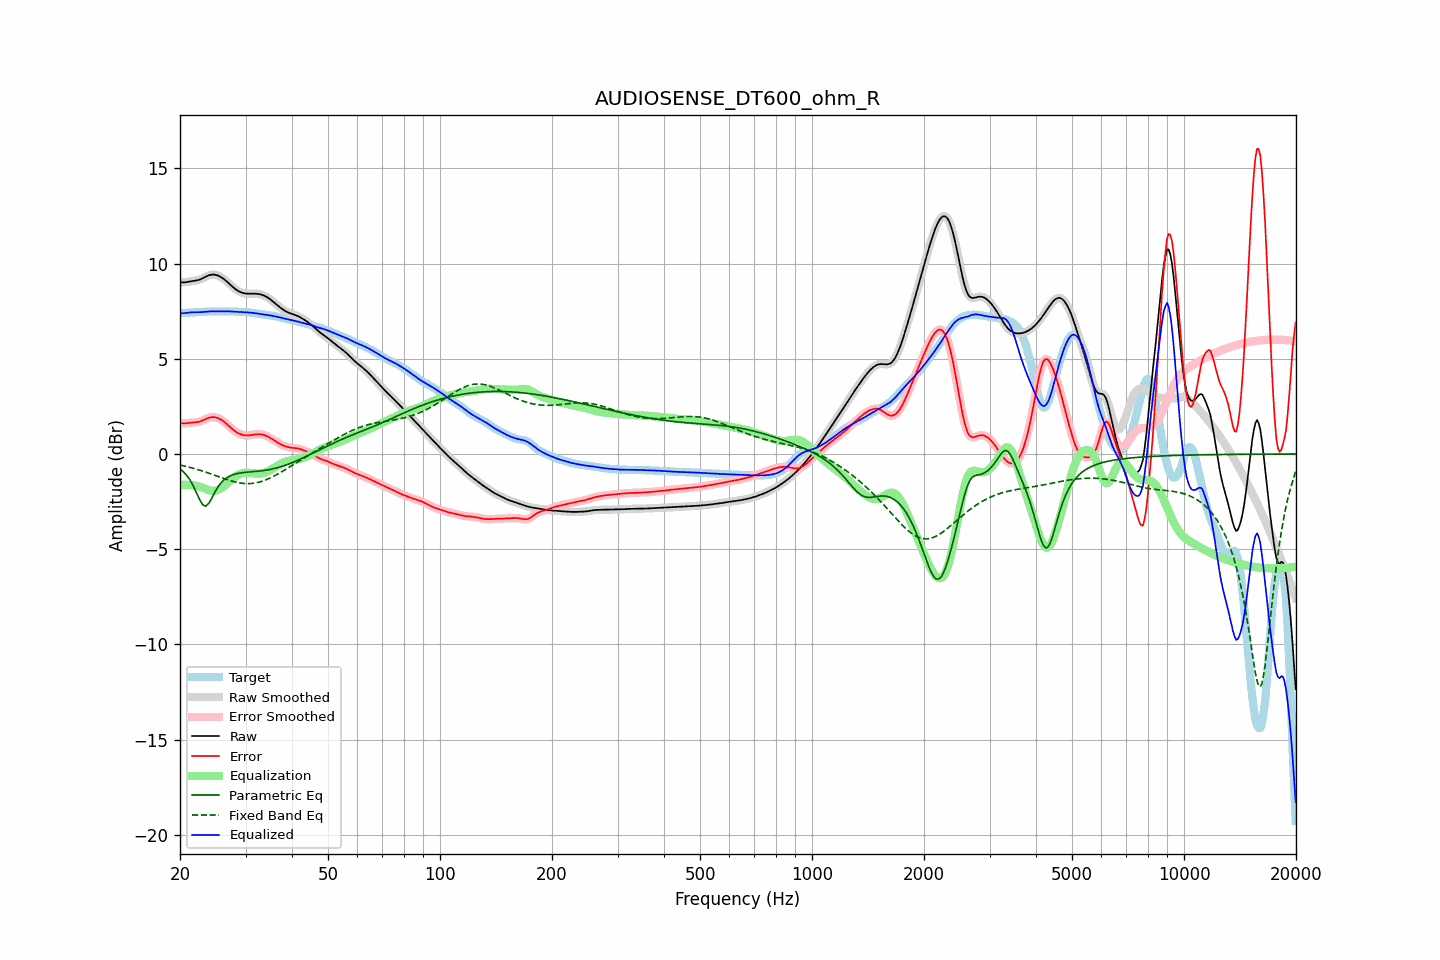 AUDIOSENSE_DT600_ohm_R
Amplitude (dBr)
15
10
5
0
−5
−10
−15
−20
Target
Raw Smoothed
Error Smoothed
Raw
Error
Equalization
Parametric Eq
Fixed Band Eq
Equalized
20
50
100
200
500
1000
2000
5000
10000
20000
Frequency (Hz)